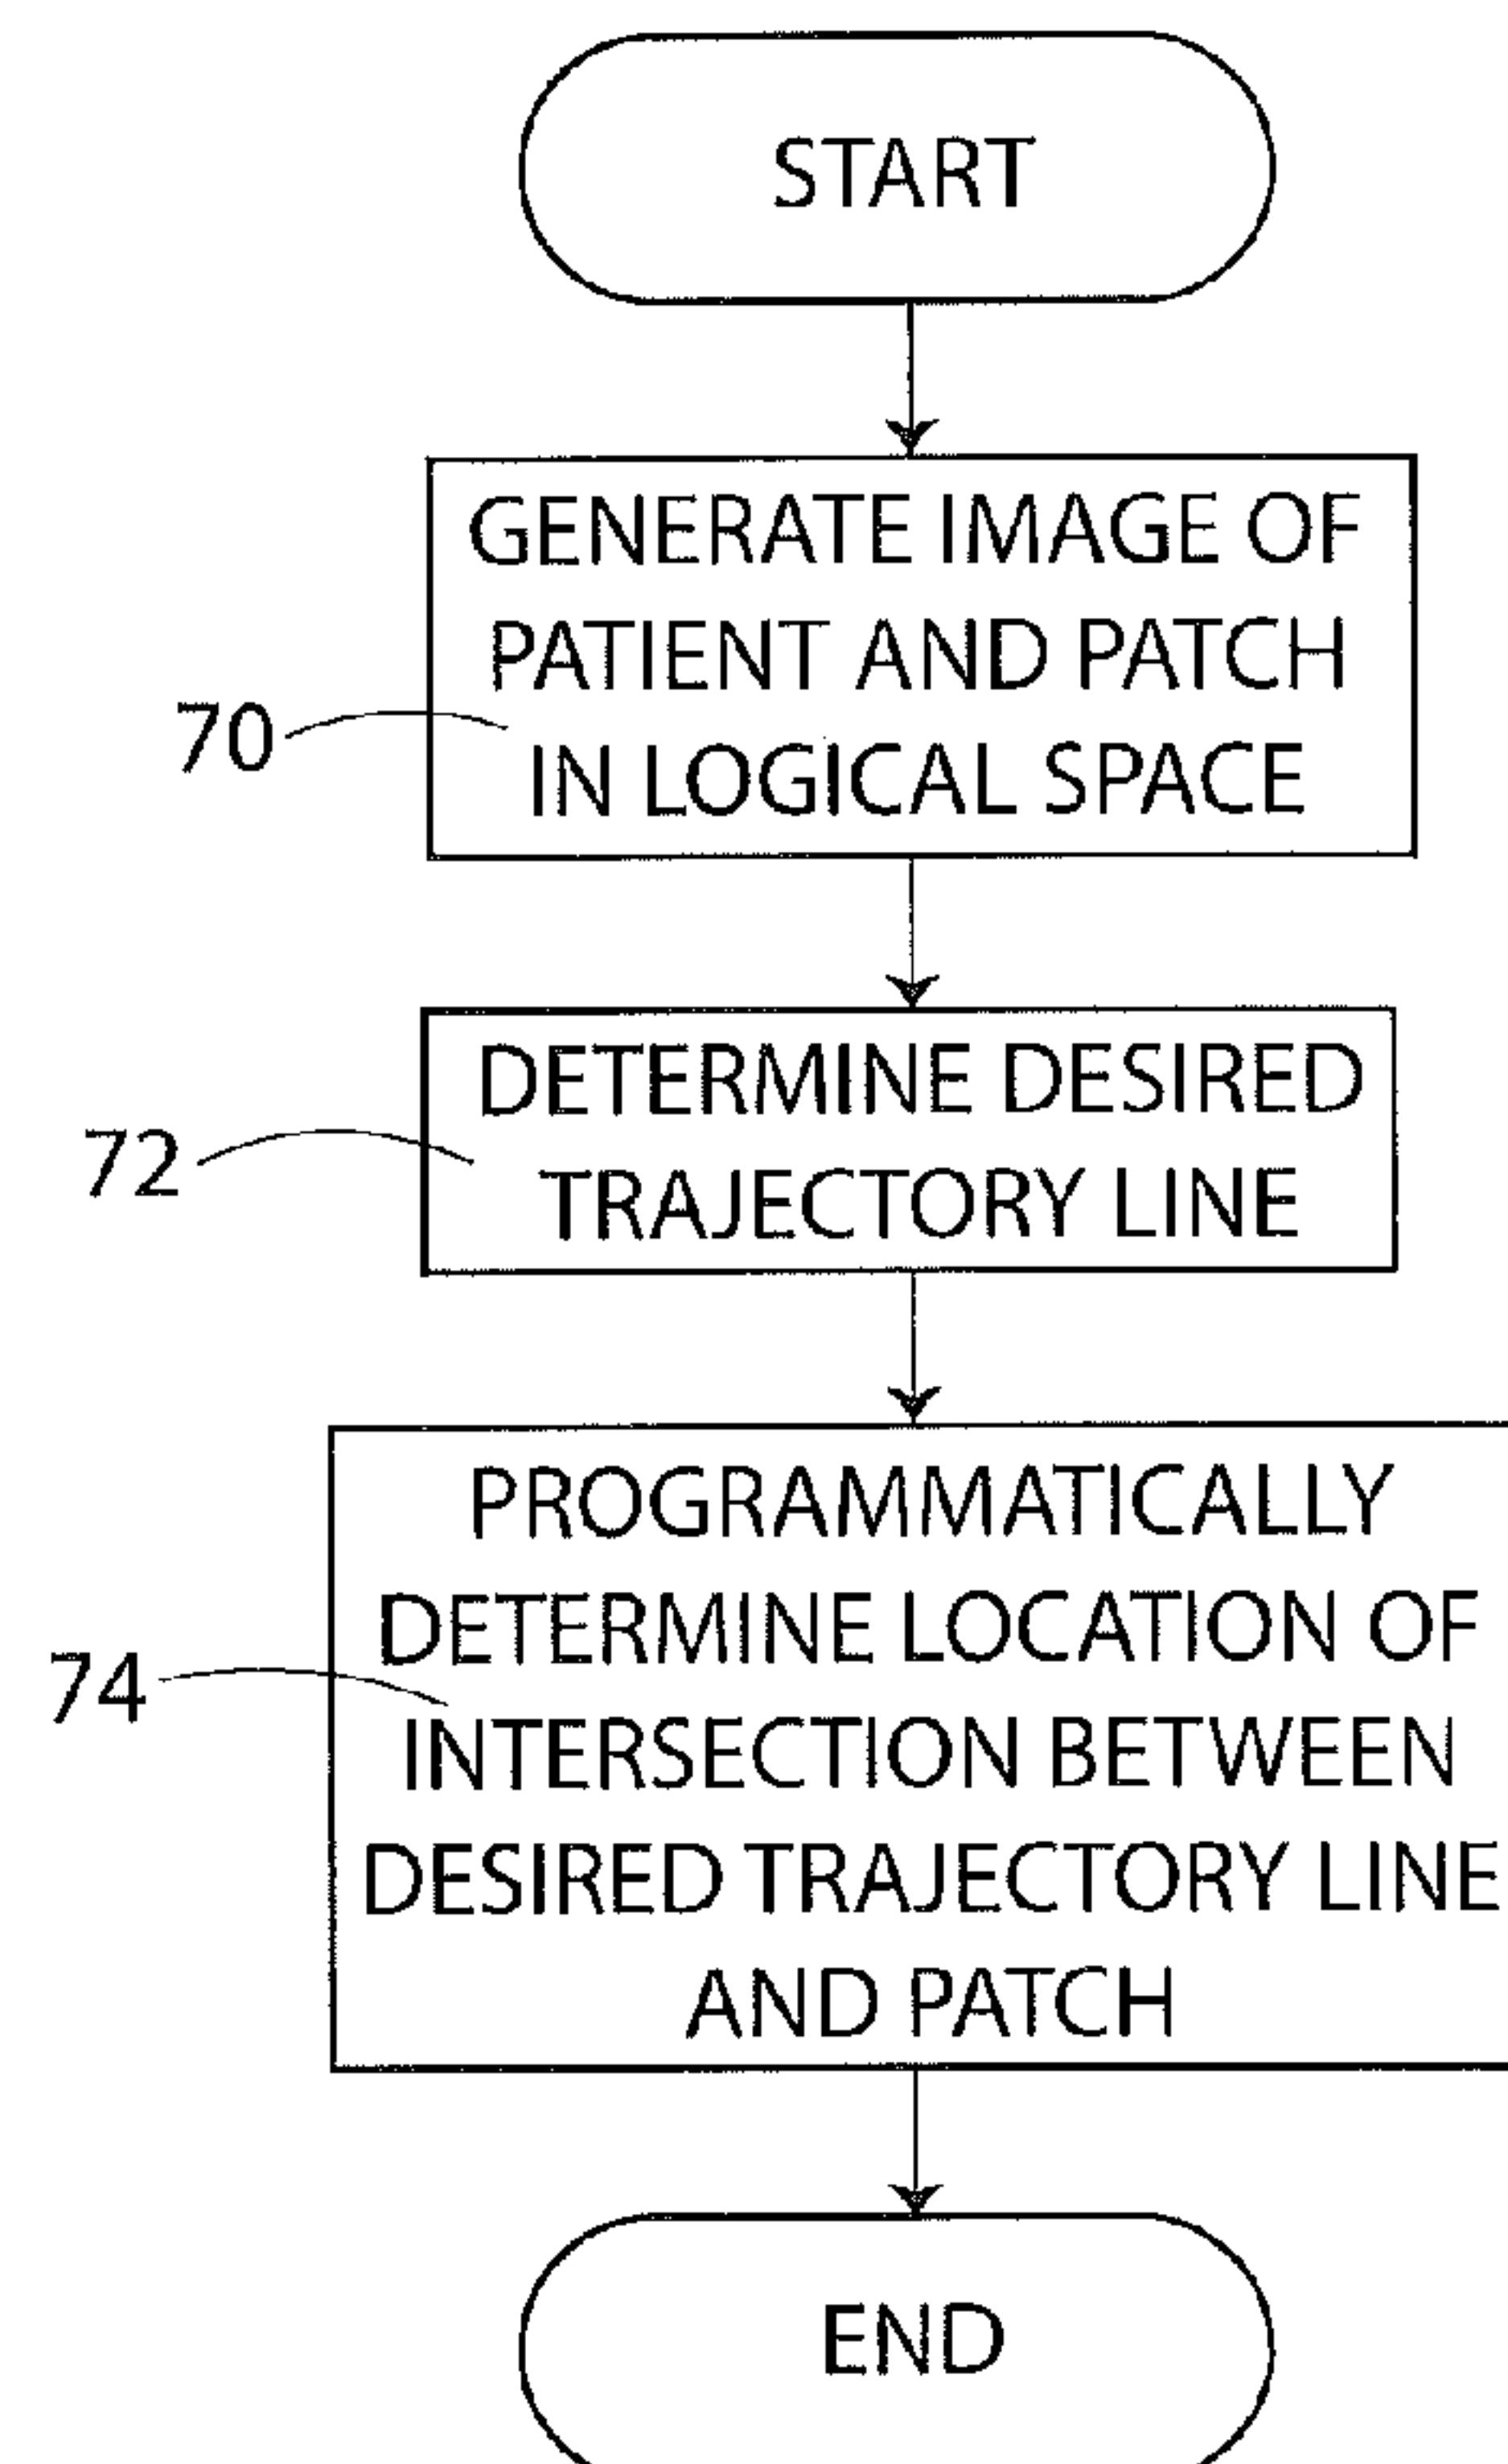 START
GENERATE IMAGE OF
PATIENT AND PATCH
IN LOGICAL SPACE
70
DETERMINE DESIRED
TRAJECTORY LINE
72
PROGRAMMATICALLY
DETERMINE LOCATION OF
INTERSECTION BETWEEN
DESIRED TRAJECTORY LINE
AND PATCH
74
END